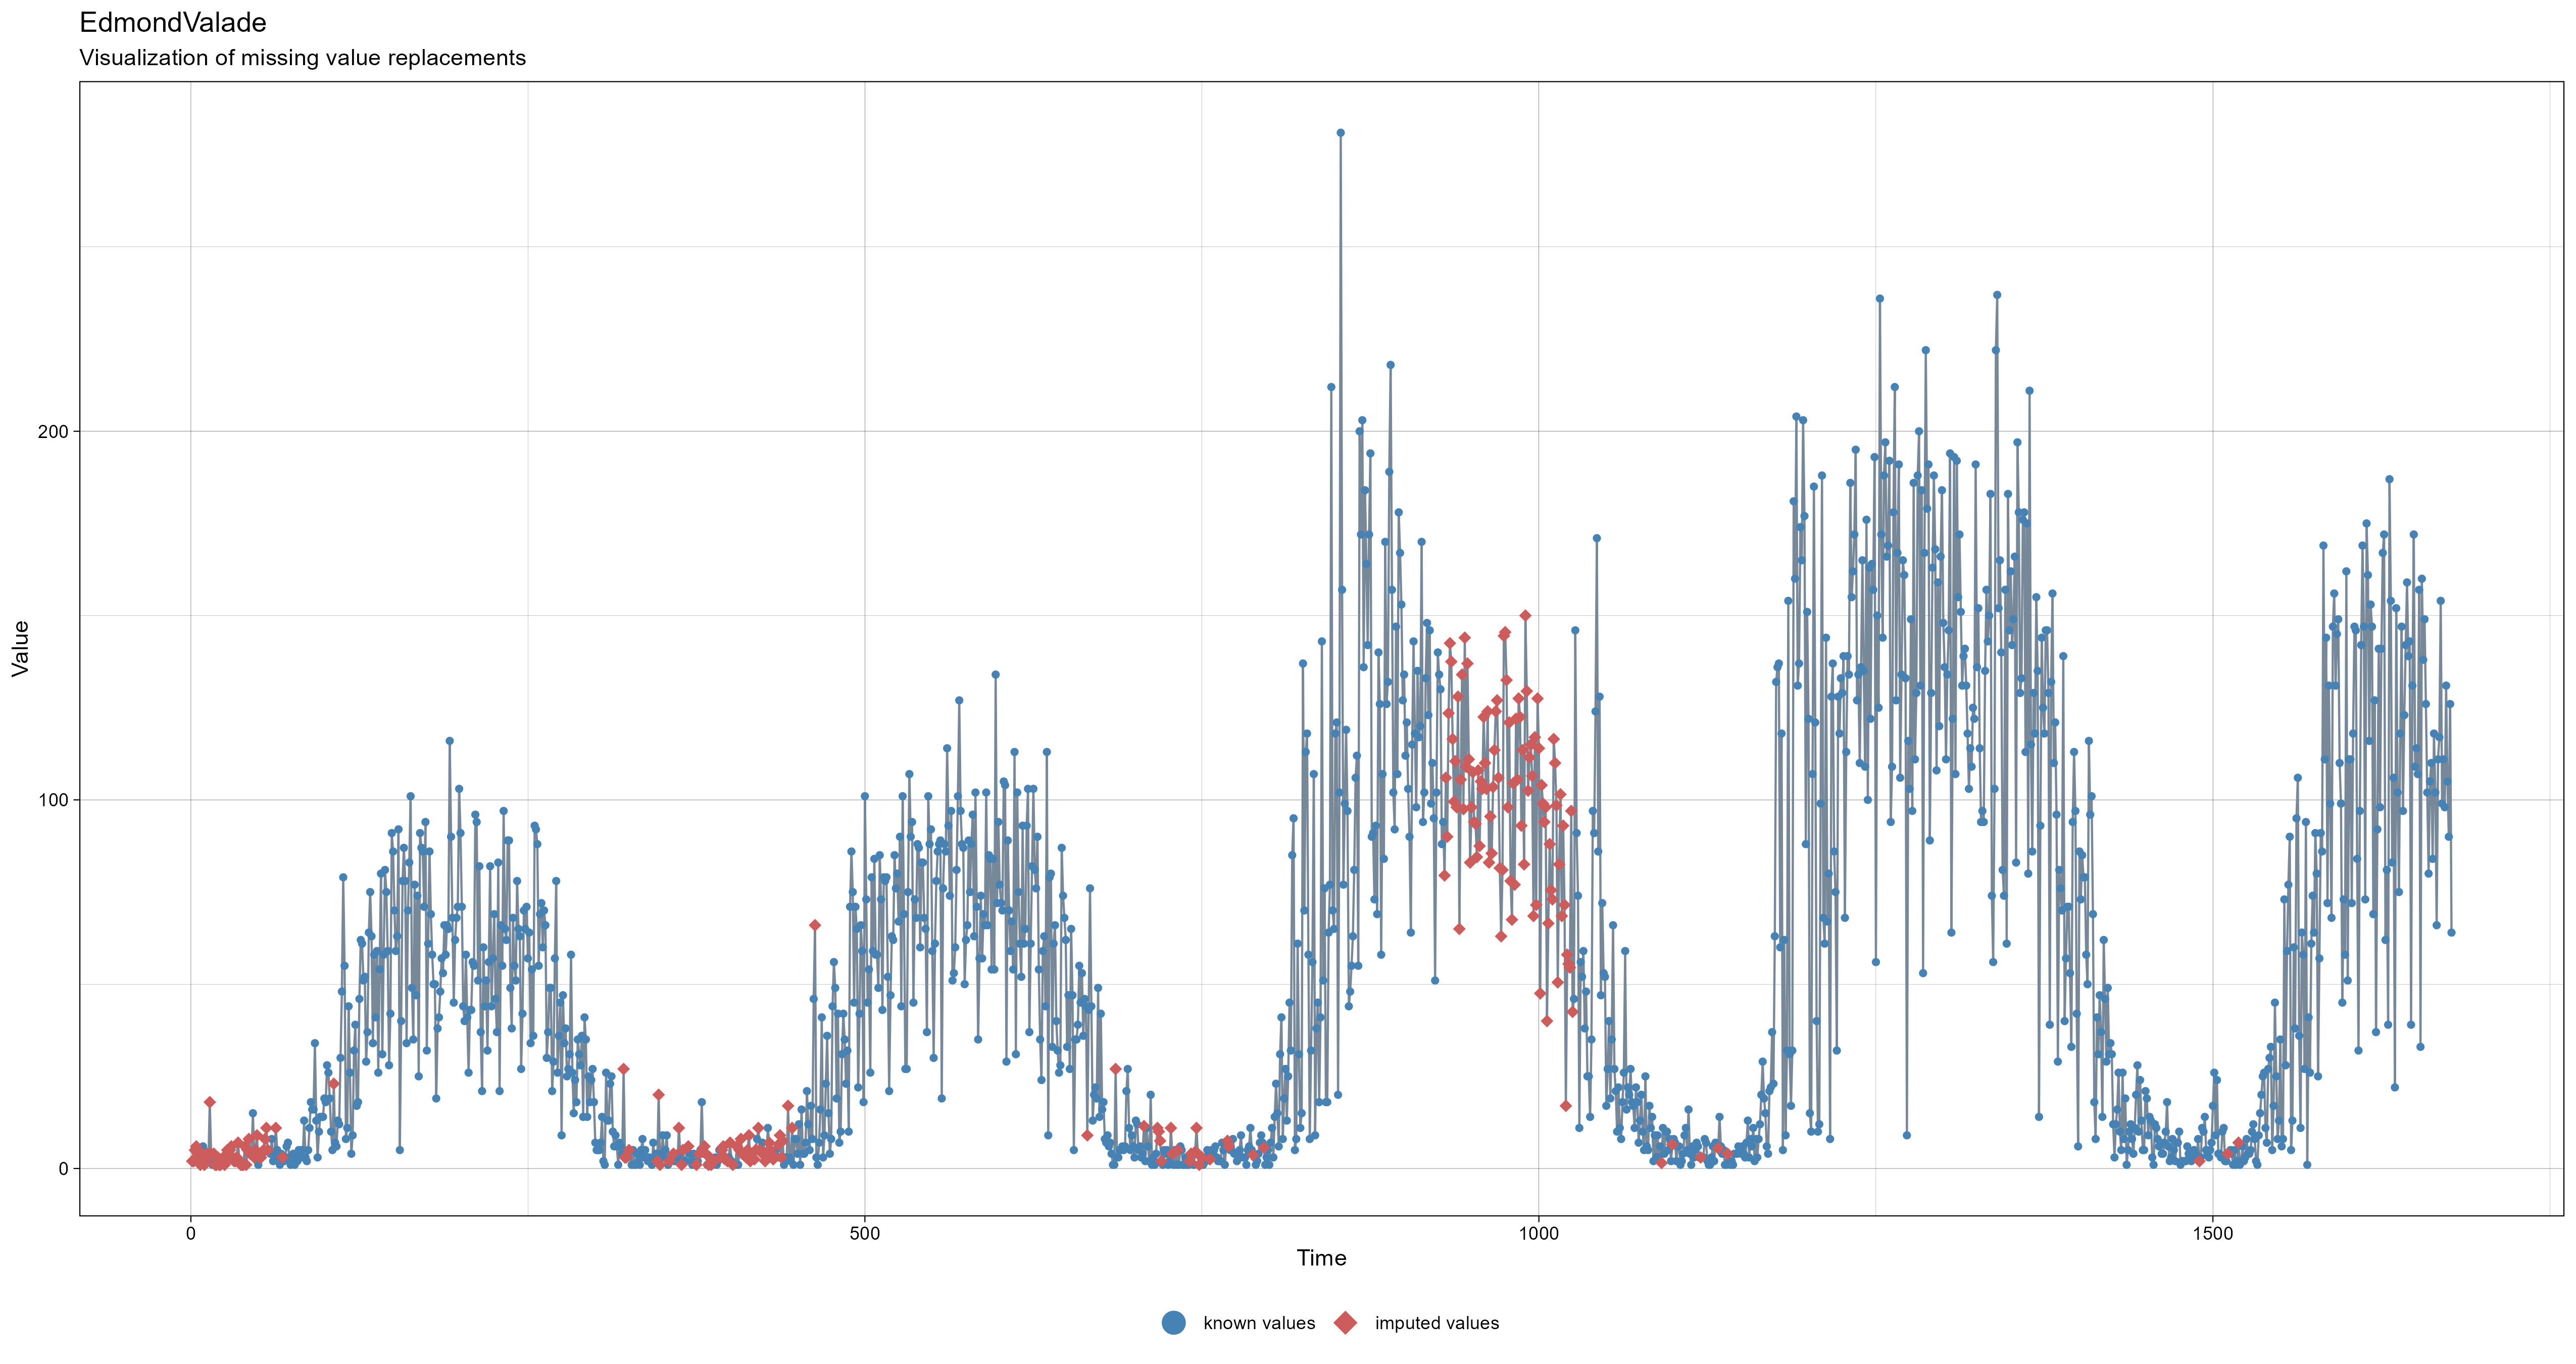 EdmondValade
Visualization of missing value replacements
Value
200
100
0
0 500 1000 1500
Time
known values imputed values